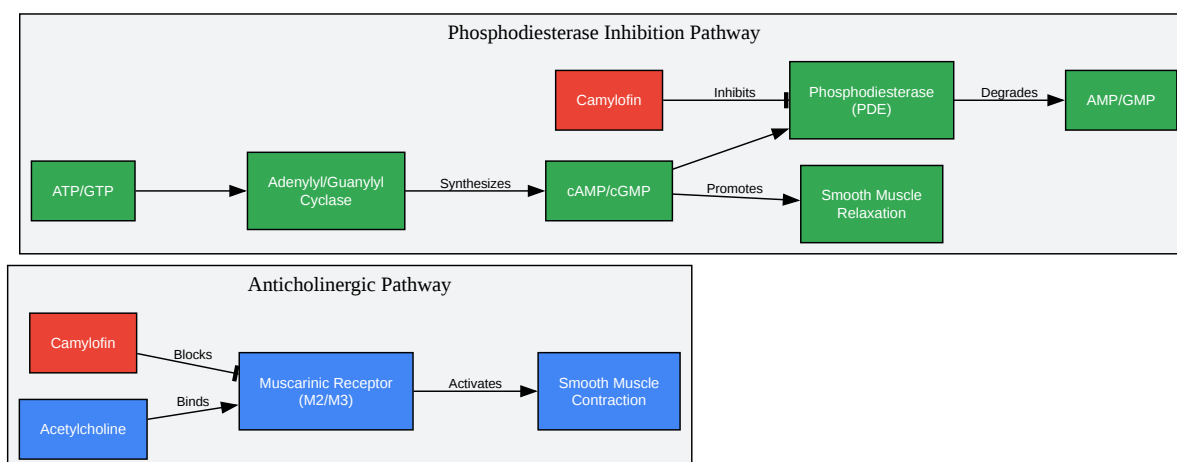 Phosphodiesterase Inhibition Pathway
Camylofin
Inhibits
Phosphodiesterase
(PDE)
Degrades
AMP/GMP
ATP/GTP
Adenylyl/Guanylyl
Cyclase
Synthesizes
cAMP/cGMP
Promotes
Smooth Muscle
Relaxation
Anticholinergic Pathway
Camylofin
Blocks
Muscarinic Receptor
(M2/M3)
Activates
Smooth Muscle
Contraction
Acetylcholine
Binds